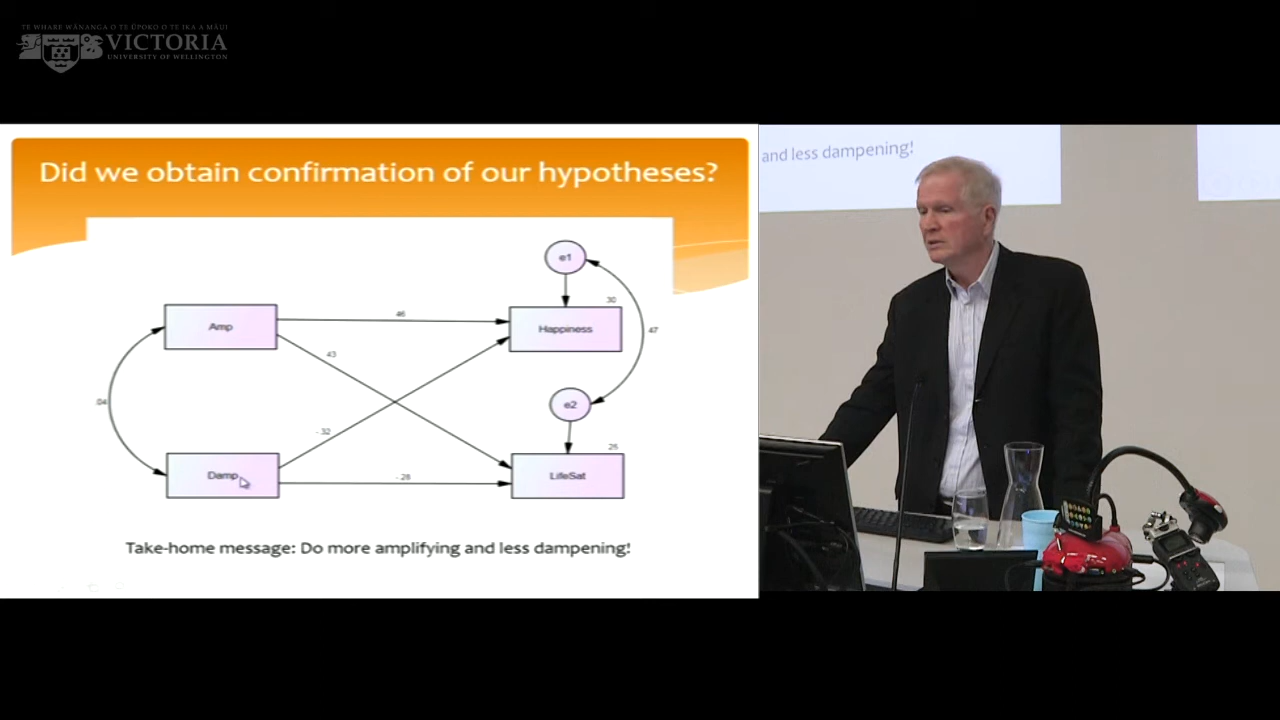 TE WHARE WĀNANGA O TE ŪPOKO O TE IKA A MĀUI
VICTORIA
UNIVERSITY OF WELLINGTON
Did we obtain confirmation of our hypotheses?
and less dampening!
e1
30
46
Amp
Happiness
47
43
.04
e2
-.32
25
Damp
-.28
LifeSat
Take-home message: Do more amplifying and less dampening!